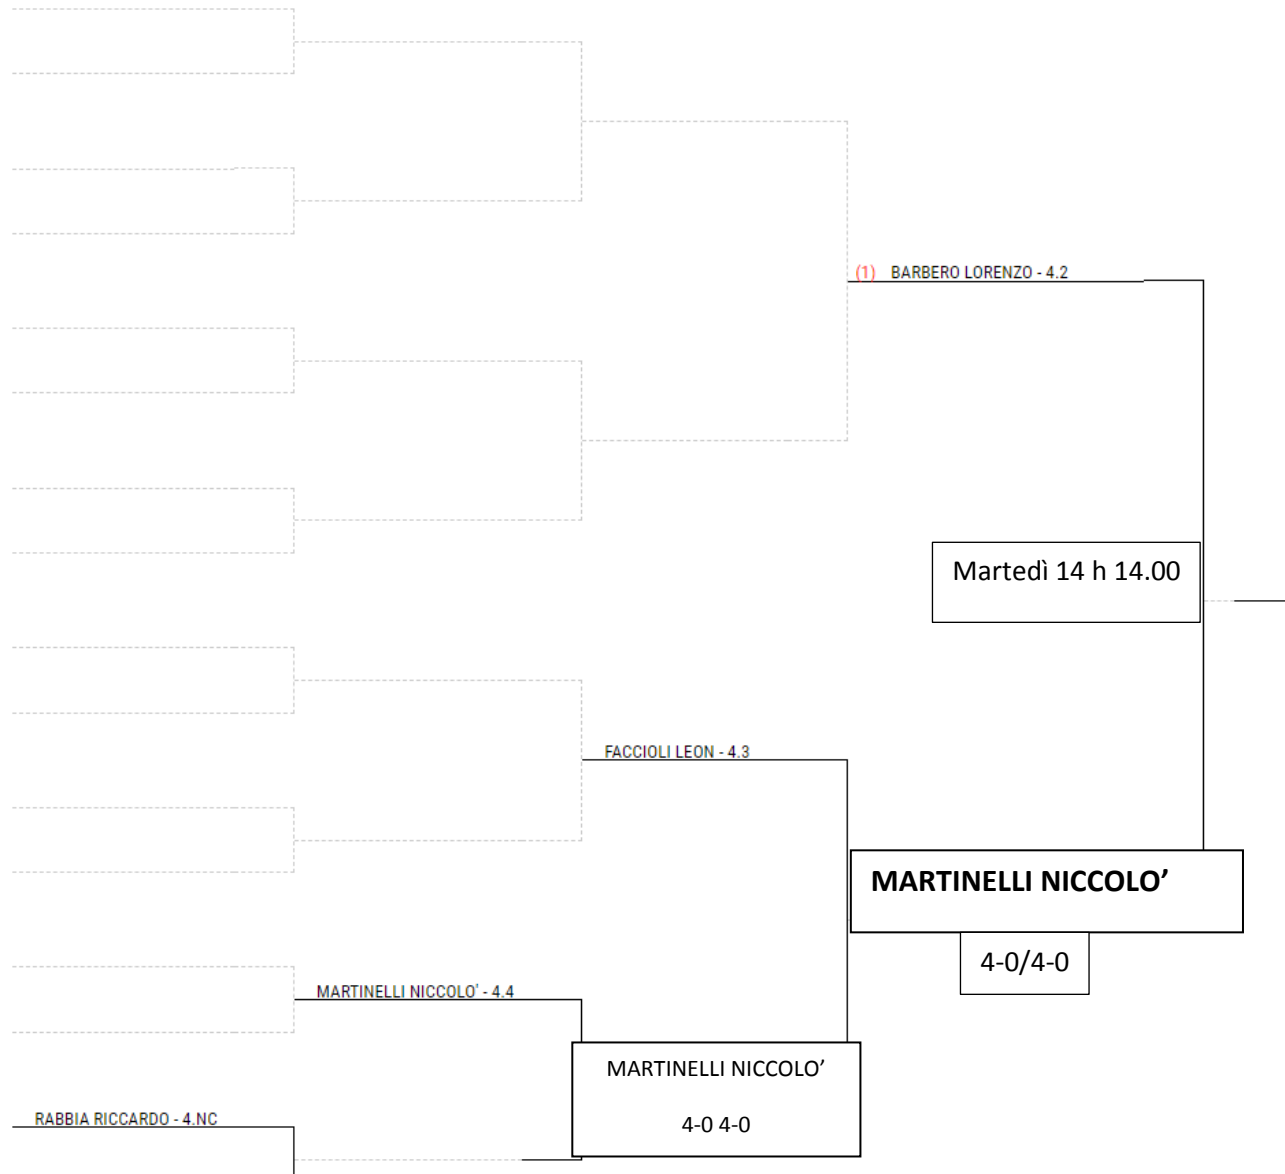 (1) BARBERO LORENZO - 4.2
Martedì 14 h 14.00
FACCIOLI LEON - 4.3
MARTINELLI NICCOLO’
4-0/4-0
MARTINELLI NICCOLO' - 4.4
MARTINELLI NICCOLO’
4-0 4-0
RABBIA RICCARDO - 4.NC